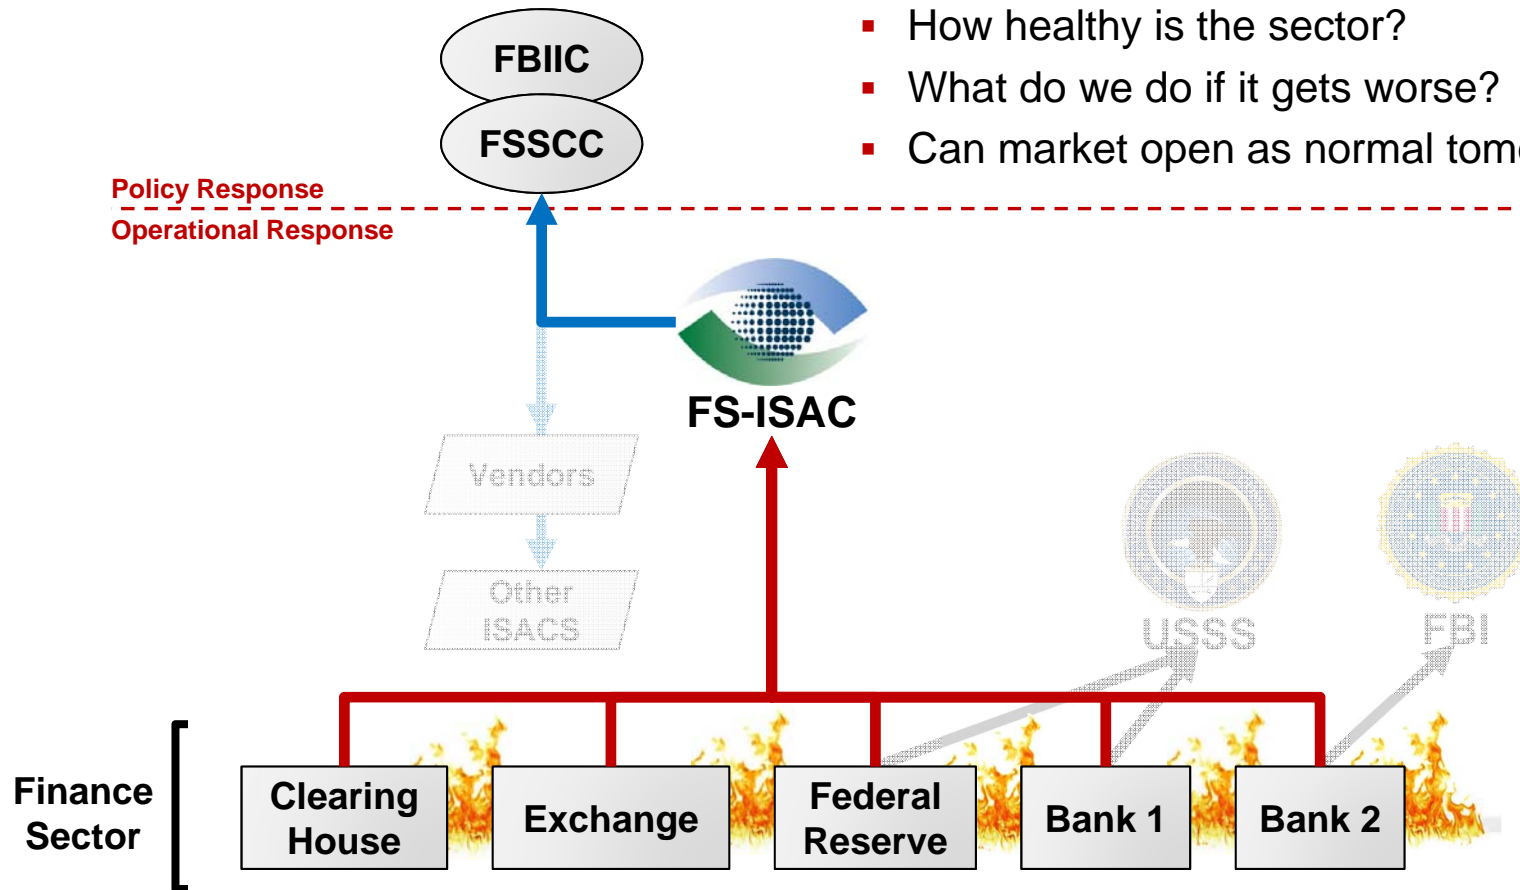 FBIIC
FSSCC
▪ How healthy is the sector?
▪ What do we do if it gets worse?
▪ Can market open as normal
Policy Response
Operational Response
FS-ISAC
Vendors
Other
ISACS
USSS
FBI
Finance
Sector
Clearing
House
Exchange
Federal
Reserve
Bank 1
Bank 2